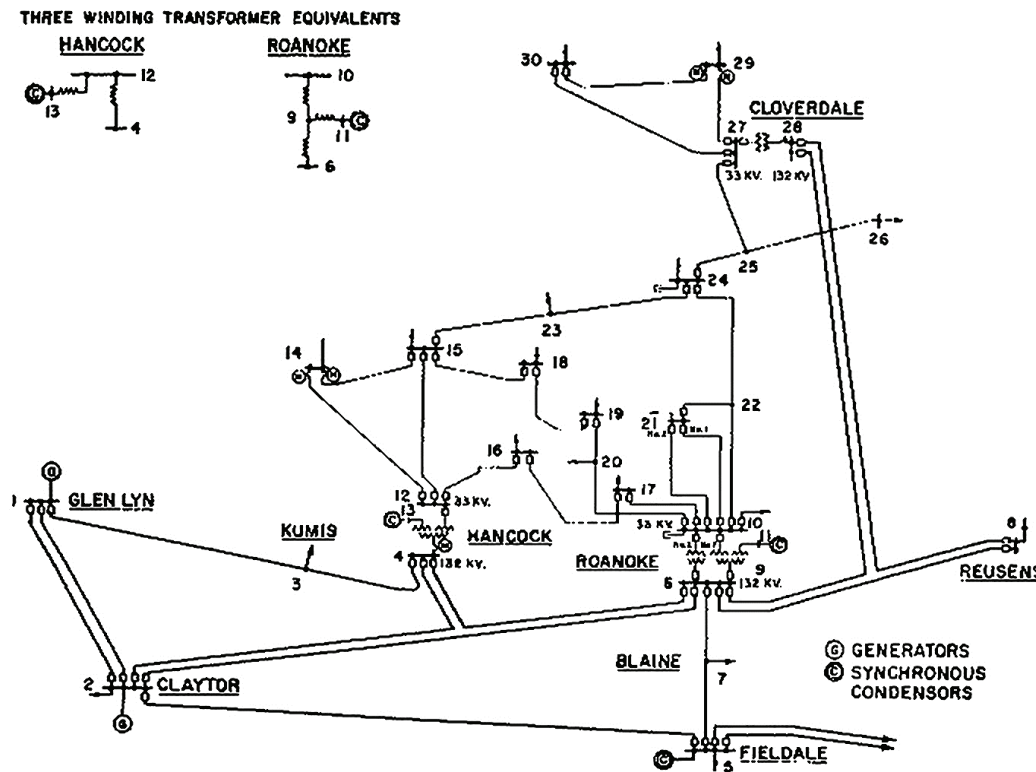 THREE WINDING TRANSFORMER EQUIVALENTS
HANCOCK
ROANOKE
12
C
13
4
10
9
11
C
6
30
29
CLOVERDALE
27
28
33 KV.
132 KV
26
25
24
23
14
15
18
19
21
22
16
20
17
1
GLEN LYN
G
12
33 KV.
13
C
HANCOCK
KUMIS
3
4
132 KV.
33 KV.
10
ROANOKE
11
C
9
6
132 KV.
8
REUSENS
BLAINE
7
2
CLAYTOR
G
G GENERATORS
C SYNCHRONOUS
CONDENSORS
C
5
FIELDALE